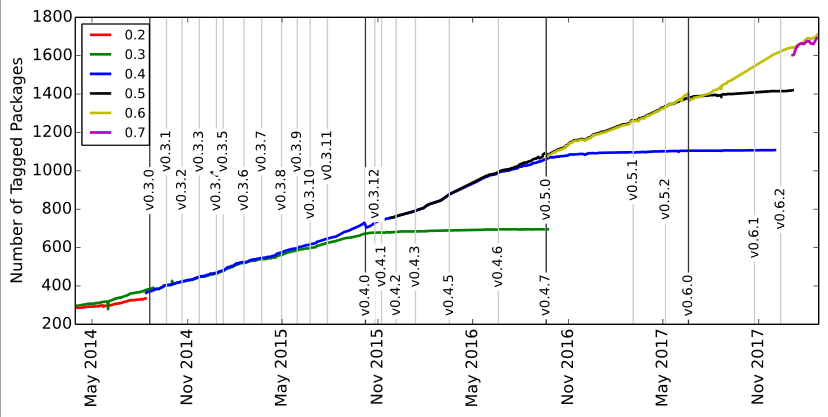 Number of Tagged Packages
1800
1600
1400
1200
1000
800
600
400
200
0.2
0.3
0.4
0.5
0.6
0.7
v0.3.0
v0.3.1
v0.3.2
v0.3.3
v0.3.5
v0.3.6
v0.3.7
v0.3.8
v0.3.9
v0.3.10
v0.3.11
v0.4.0
v0.3.12
v0.4.1
v0.4.2
v0.4.3
v0.4.5
v0.4.6
v0.5.0
v0.4.7
v0.5.1
v0.5.2
v0.6.0
v0.6.1
v0.6.2
May 2014
Nov 2014
May 2015
Nov 2015
May 2016
Nov 2016
May 2017
Nov 2017